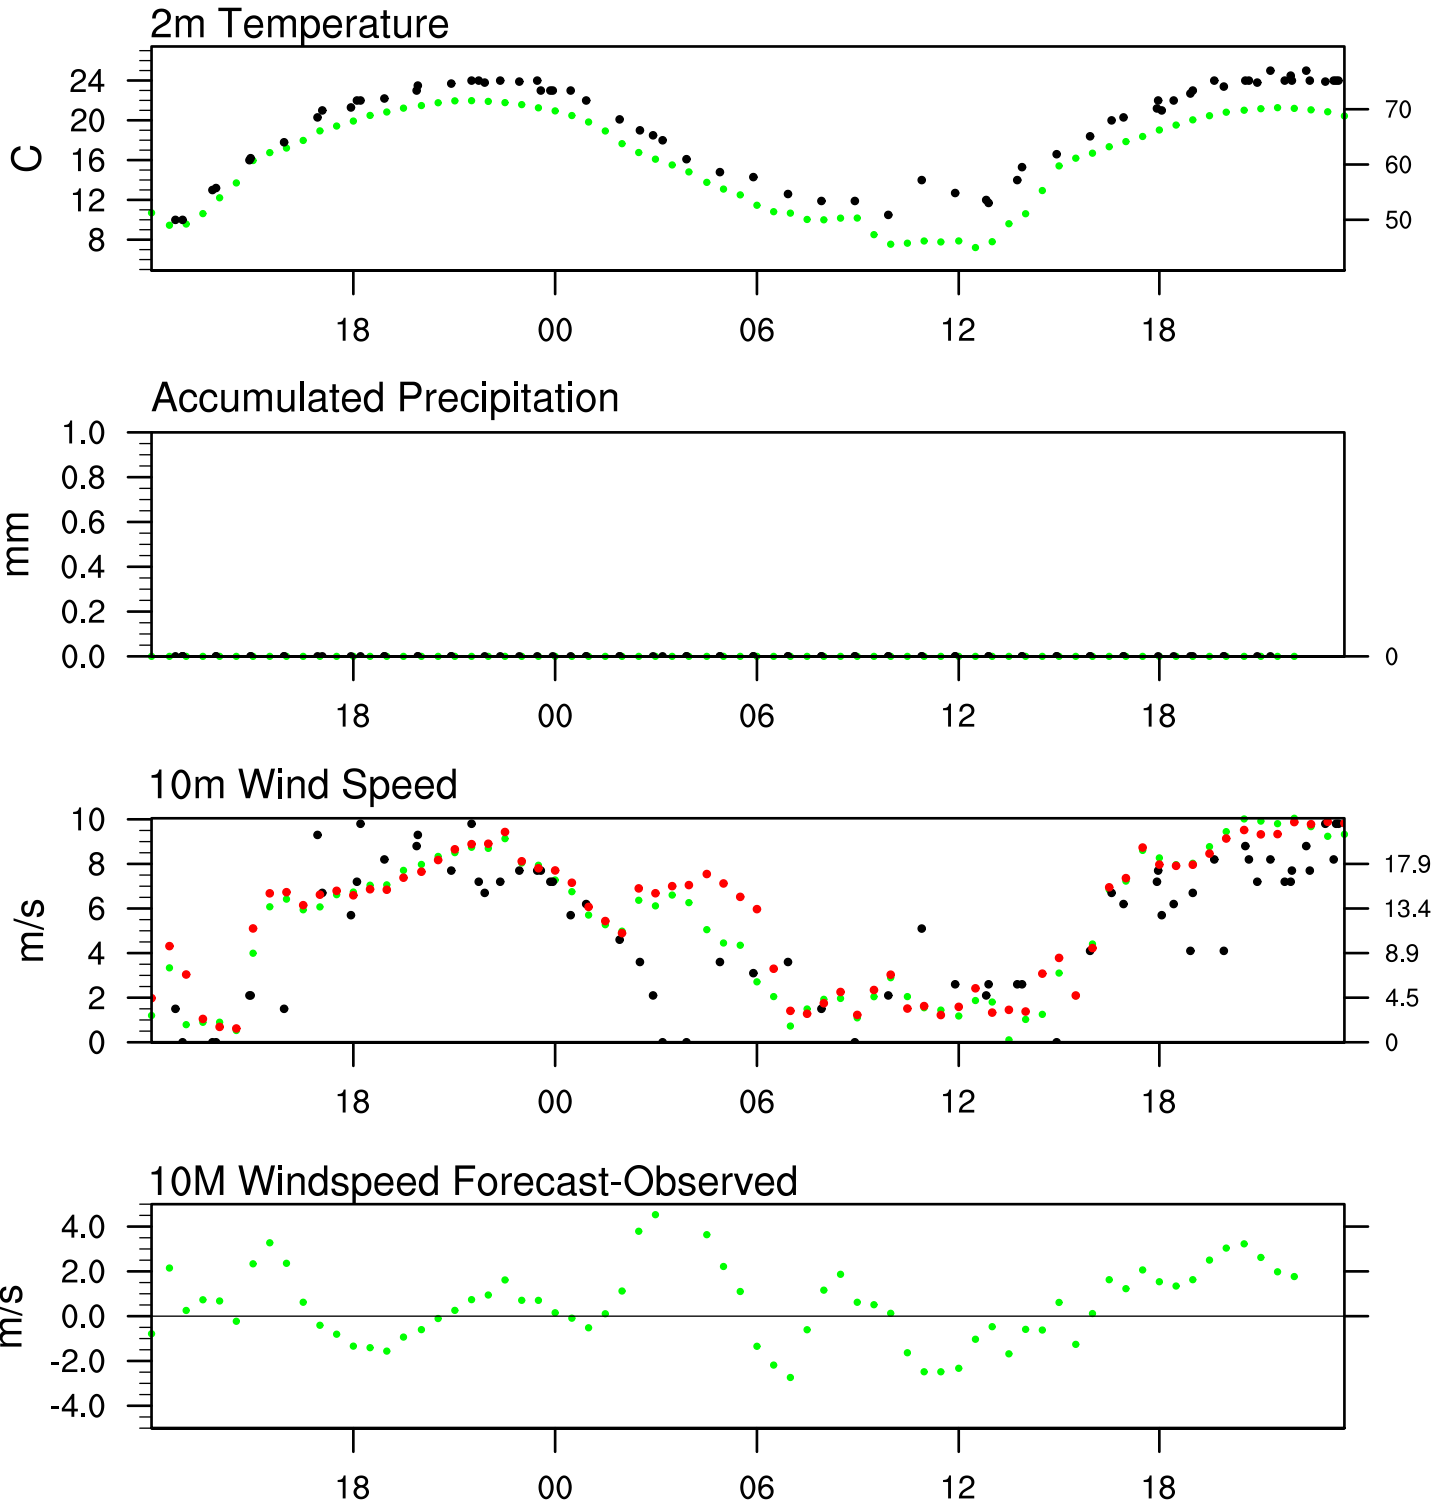 2m Temperature
24
20
16
12
8
C
70
60
50
18 00 06 12 18
Accumulated Precipitation
1.0
0.8
0.6
0.4
0.2
0.0
mm
0
18 00 06 12 18
10m Wind Speed
10
8
6
4
2
0
m/s
17.9
13.4
8.9
4.5
0
18 00 06 12 18
10M Windspeed Forecast-Observed
4.0
2.0
0.0
-2.0
-4.0
m/s
18 00 06 12 18